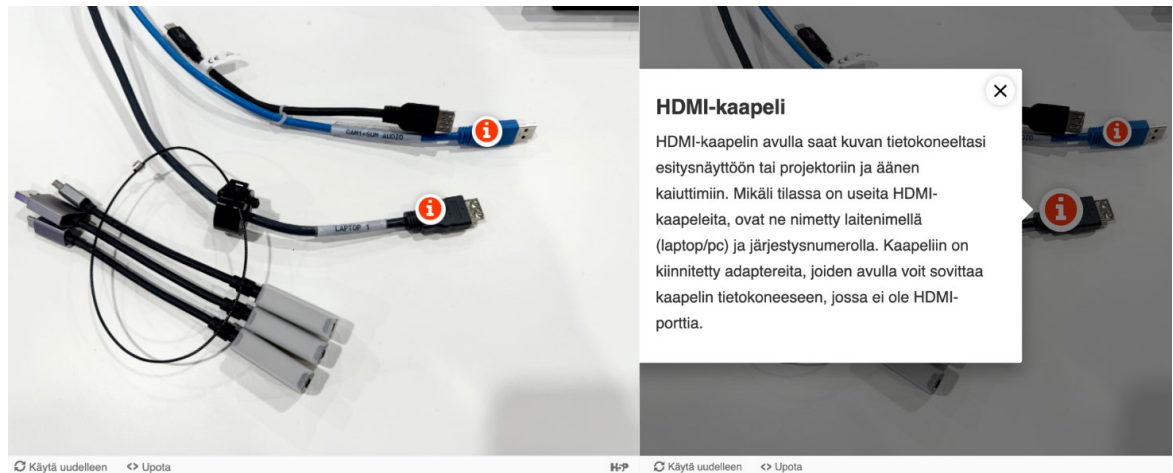 CAM1+SUM AUDIO
LAPTOP 1
Käytä uudelleen
<> Upota
H-P
HDMI-kaapeli
HDMI-kaapelin avulla saat kuvan tietokoneeltasi
esitysnäyttöön tai projektoriin ja äänen
kaiuttimiin. Mikäli tilassa on useita HDMI-
kaapeleita, ovat ne nimetty laitenimellä
(laptop/pc) ja järjestysnumerolla. Kaapeliin on
kiinnitetty adaptereita, joiden avulla voit sovittaa
kaapelin tietokoneeseen, jossa ei ole HDMI-
porttia.
Käytä uudelleen
<> Upota